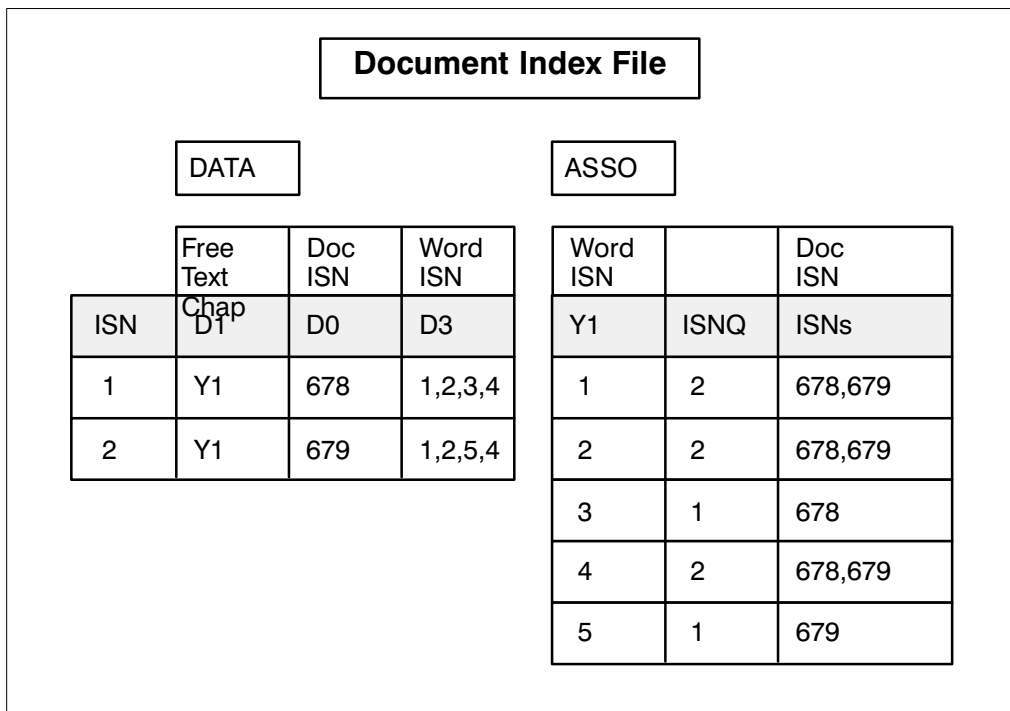 Document Index File
DATA
Free Text Chap Doc ISN Word ISN
ISN D1 D0 D3
1 Y1 678 1,2,3,4
2 Y1 679 1,2,5,4
ASSO
Word ISN Doc ISN
Y1 ISNQ ISNs
1 2 678,679
2 2 678,679
3 1 678
4 2 678,679
5 1 679